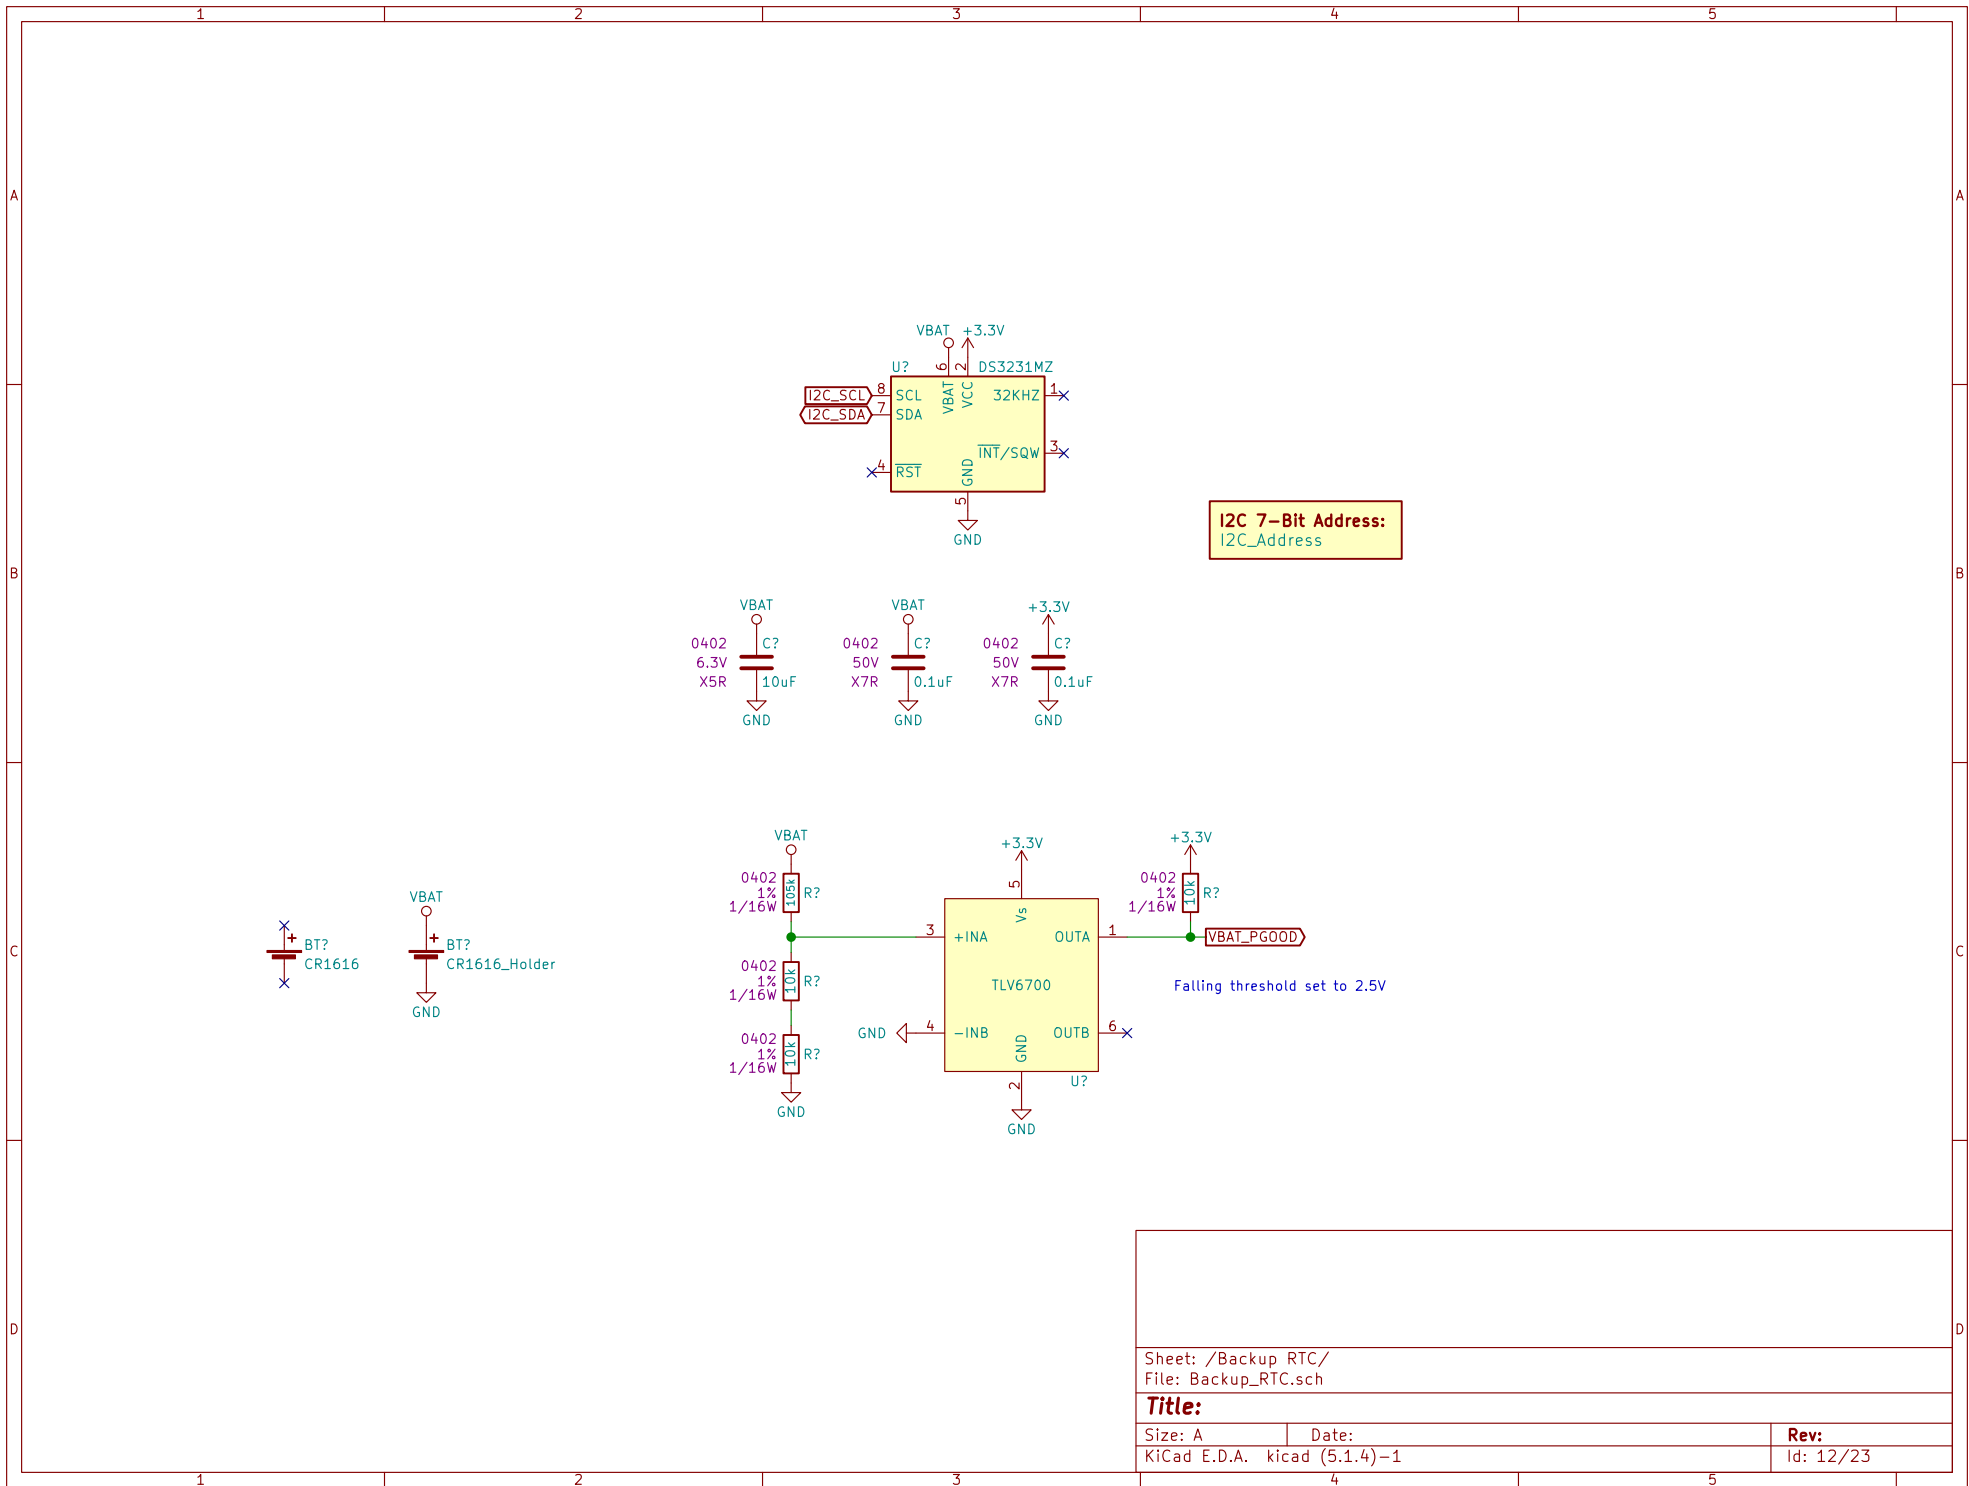 1 2 3 4 5
A A
B B
C C
D D
VBAT +3.3V
U? DS3231MZ
6 2
I2C_SCL 8 SCL VBAT VCC 32KHZ 1
I2C_SDA 7 SDA
INT/SQW 3
4 RST GND
5
GND
I2C 7-Bit Address:
I2C_Address
VBAT
0402 C?
6.3V
X5R 10uF
GND
VBAT
0402 C?
50V
X7R 0.1uF
GND
+3.3V
0402 C?
50V
X7R 0.1uF
GND
BT?
CR1616
VBAT
BT?
CR1616_Holder
GND
VBAT
0402
1% 105k R?
1/16W
0402
1% 10k R?
1/16W
0402
1% 10k R?
1/16W
GND
+3.3V
5
Vs
3 +INA OUTA 1
TLV6700
GND 4 -INB OUTB 6
GND
U?
2
GND
+3.3V
0402
1% 10k R?
1/16W
VBAT_PGOOD
Falling threshold set to 2.5V
Sheet: /Backup RTC/
File: Backup_RTC.sch
Title:
Size: A Date: Rev:
KiCad E.D.A. kicad (5.1.4)-1 Id: 12/23
1 2 3 4 5